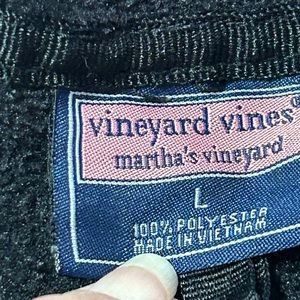 vineyard vines®
martha's vineyard
L
100% POLYESTER
MADE IN VIETNAM